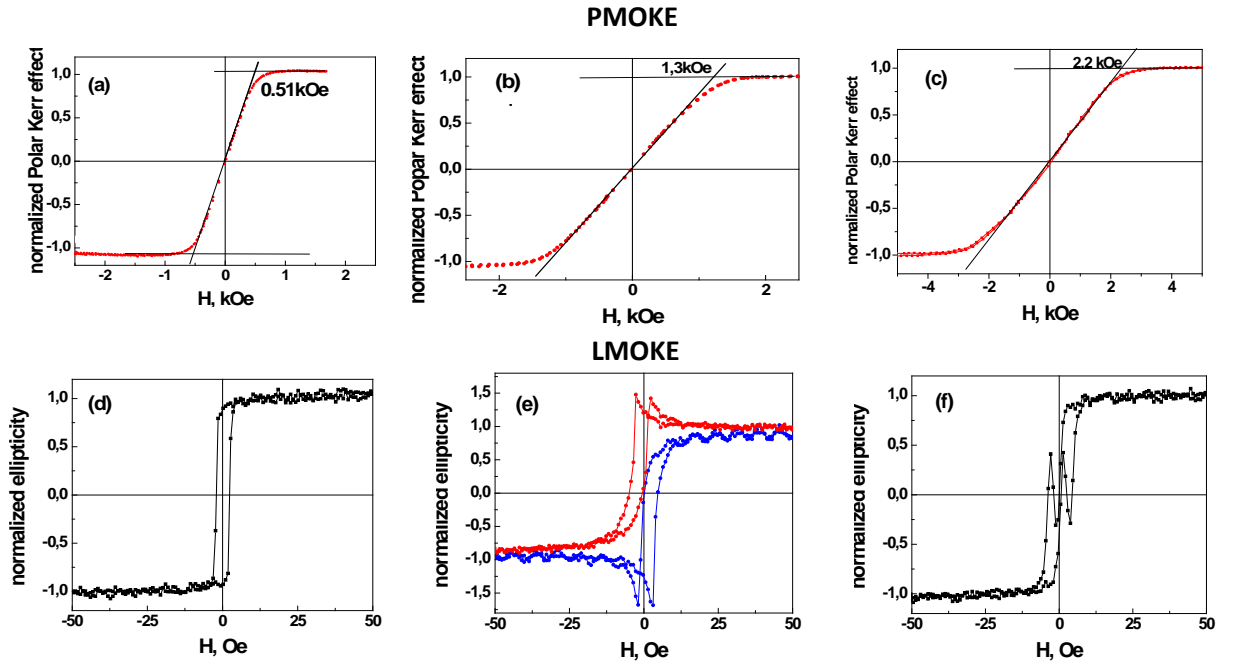 PMOKE
(a)
0.51kOe
1,0
0,5
0,0
-0,5
-1,0
-2
-1
0
1
2
normalized Polar Kerr effect
H, kOe
(b)
1,3kOe
1,0
0,5
0,0
-0,5
-1,0
-2
0
2
normalized Popar Kerr effect
H, kOe
(c)
2.2 kOe
1,0
0,5
0,0
-0,5
-1,0
-4
-2
0
2
4
normalized Polar Kerr effect
H, kOe
LMOKE
(d)
1,0
0,5
0,0
-0,5
-1,0
-50
-25
0
25
50
normalized ellipticity
H, Oe
(e)
1,5
1,0
0,5
0,0
-0,5
-1,0
-1,5
-50
-25
0
25
50
normalized ellipticity
H, Oe
(f)
1,0
0,5
0,0
-0,5
-1,0
-50
-25
0
25
50
normalized ellipticity
H, Oe